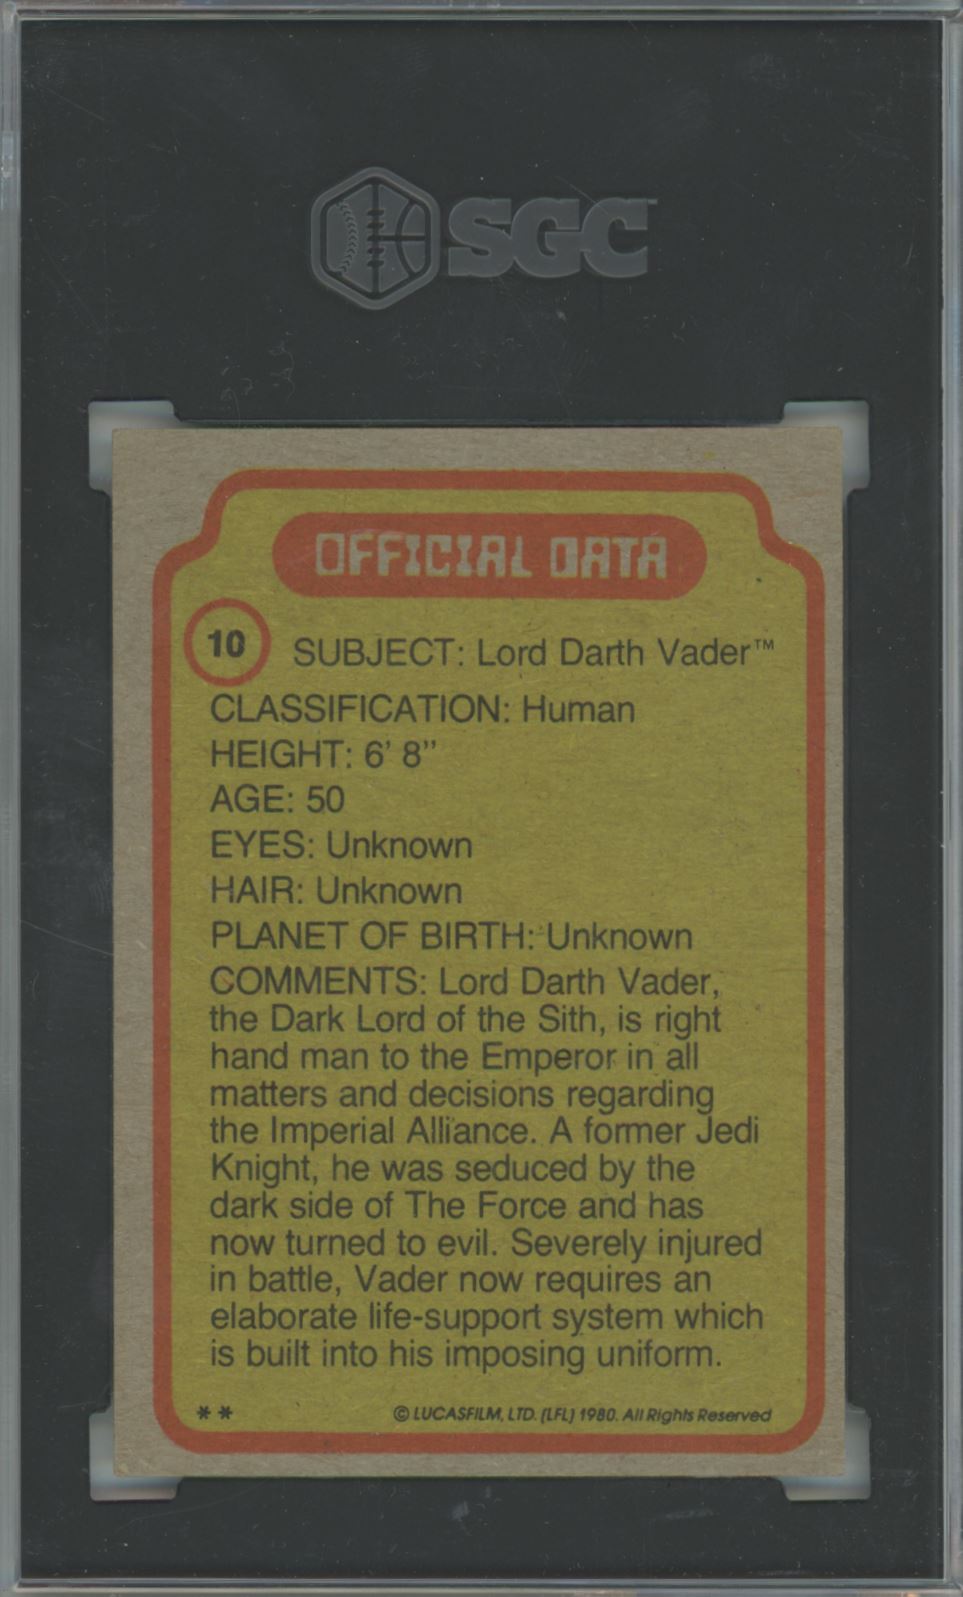 SGC
OFFICIAL DATA
10
SUBJECT: Lord Darth Vader™
CLASSIFICATION: Human
HEIGHT: 6' 8"
AGE: 50
EYES: Unknown
HAIR: Unknown
PLANET OF BIRTH: Unknown
COMMENTS: Lord Darth Vader,
the Dark Lord of the Sith, is right
hand man to the Emperor in all
matters and decisions regarding
the Imperial Alliance. A former Jedi
Knight, he was seduced by the
dark side of The Force and has
now turned to evil. Severely injured
in battle, Vader now requires an
elaborate life-support system which
is built into his imposing uniform.
** © LUCASFILM, LTD. (LFL) 1980. All Rights Reserved